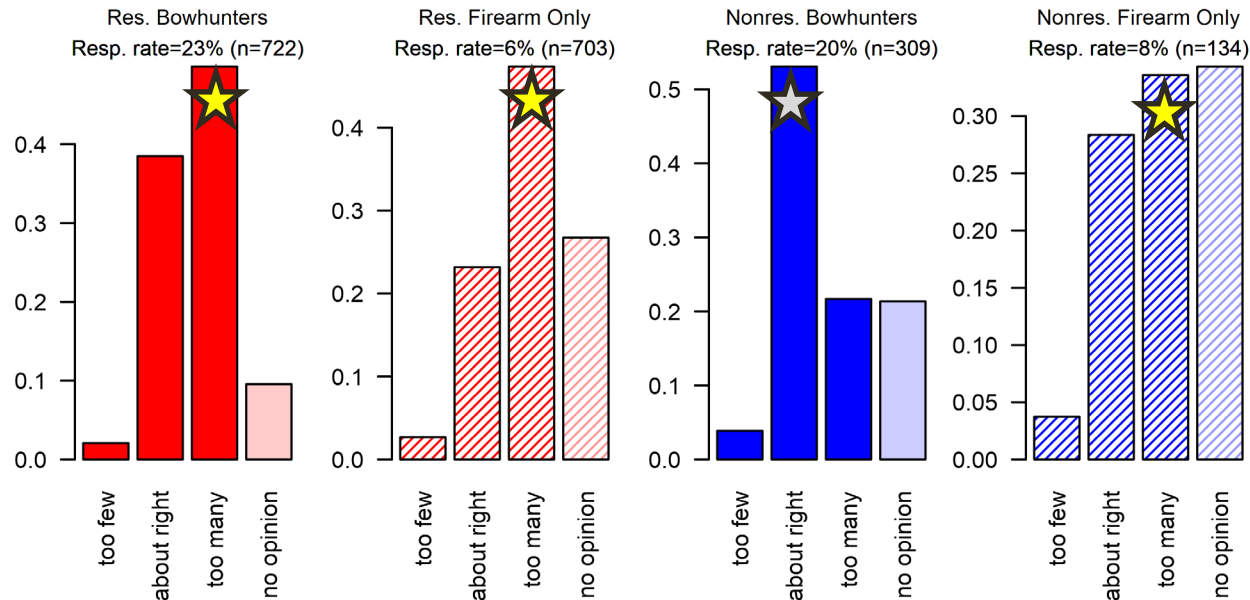 Res. Bowhunters
Resp. rate=23% (n=722)
0.4
0.3
0.2
0.1
0.0
too few
about right
too many
no opinion
Res. Firearm Only
Resp. rate=6% (n=703)
0.4
0.3
0.2
0.1
0.0
too few
about right
too many
no opinion
Nonres. Bowhunters
Resp. rate=20% (n=309)
0.5
0.4
0.3
0.2
0.1
0.0
too few
about right
too many
no opinion
Nonres. Firearm Only
Resp. rate=8% (n=134)
0.30
0.25
0.20
0.15
0.10
0.05
0.00
too few
about right
too many
no opinion